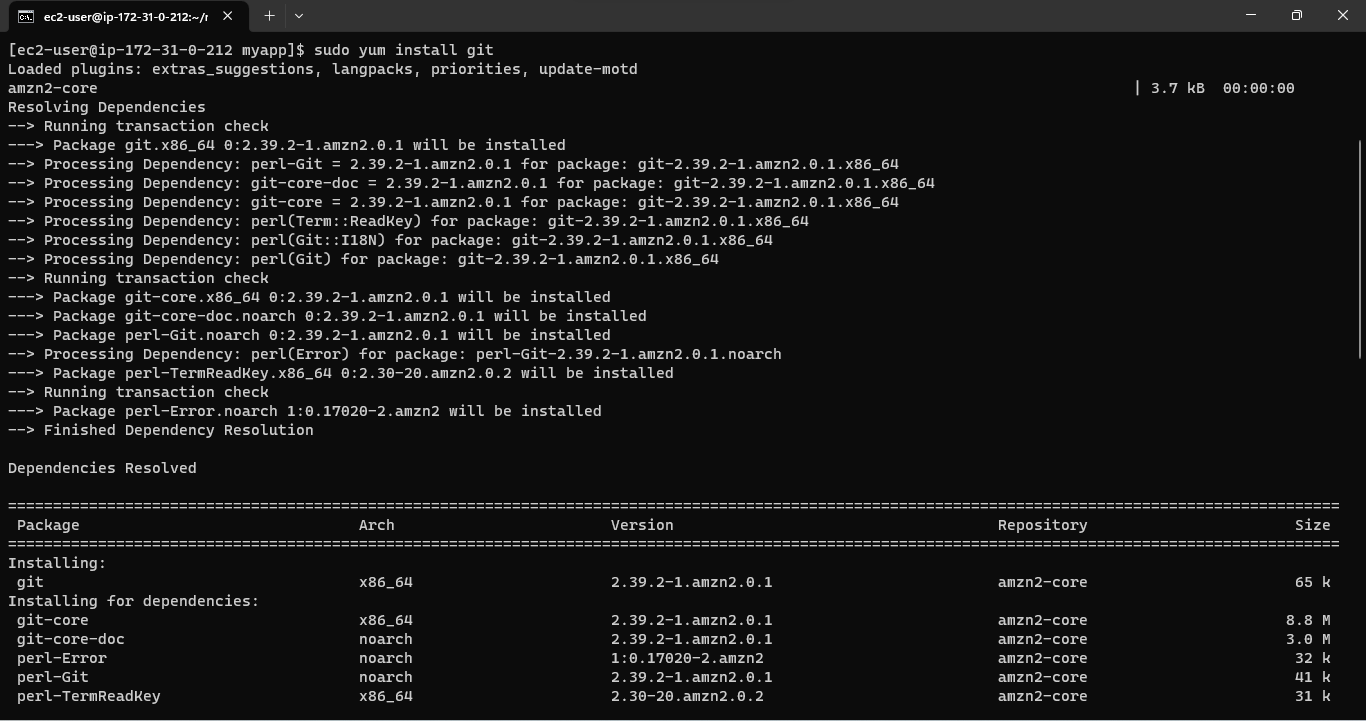 ec2-user@ip-172-31-0-212:~/r
[ec2-user@ip-172-31-0-212 myapp]$ sudo yum install git
Loaded plugins: extras_suggestions, langpacks, priorities, update-motd
amzn2-core | 3.7 kB 00:00:00
Resolving Dependencies
--> Running transaction check
---> Package git.x86_64 0:2.39.2-1.amzn2.0.1 will be installed
--> Processing Dependency: perl-Git = 2.39.2-1.amzn2.0.1 for package: git-2.39.2-1.amzn2.0.1.x86_64
--> Processing Dependency: git-core-doc = 2.39.2-1.amzn2.0.1 for package: git-2.39.2-1.amzn2.0.1.x86_64
--> Processing Dependency: git-core = 2.39.2-1.amzn2.0.1 for package: git-2.39.2-1.amzn2.0.1.x86_64
--> Processing Dependency: perl(Term::ReadKey) for package: git-2.39.2-1.amzn2.0.1.x86_64
--> Processing Dependency: perl(Git::I18N) for package: git-2.39.2-1.amzn2.0.1.x86_64
--> Processing Dependency: perl(Git) for package: git-2.39.2-1.amzn2.0.1.x86_64
--> Running transaction check
---> Package git-core.x86_64 0:2.39.2-1.amzn2.0.1 will be installed
---> Package git-core-doc.noarch 0:2.39.2-1.amzn2.0.1 will be installed
---> Package perl-Git.noarch 0:2.39.2-1.amzn2.0.1 will be installed
--> Processing Dependency: perl(Error) for package: perl-Git-2.39.2-1.amzn2.0.1.noarch
---> Package perl-TermReadKey.x86_64 0:2.30-20.amzn2.0.2 will be installed
--> Running transaction check
---> Package perl-Error.noarch 1:0.17020-2.amzn2 will be installed
--> Finished Dependency Resolution
Dependencies Resolved
====================================================================================================================================================
Package Arch Version Repository Size
====================================================================================================================================================
Installing:
git x86_64 2.39.2-1.amzn2.0.1 amzn2-core 65 k
Installing for dependencies:
git-core x86_64 2.39.2-1.amzn2.0.1 amzn2-core 8.8 M
git-core-doc noarch 2.39.2-1.amzn2.0.1 amzn2-core 3.0 M
perl-Error noarch 1:0.17020-2.amzn2 amzn2-core 32 k
perl-Git noarch 2.39.2-1.amzn2.0.1 amzn2-core 41 k
perl-TermReadKey x86_64 2.30-20.amzn2.0.2 amzn2-core 31 k